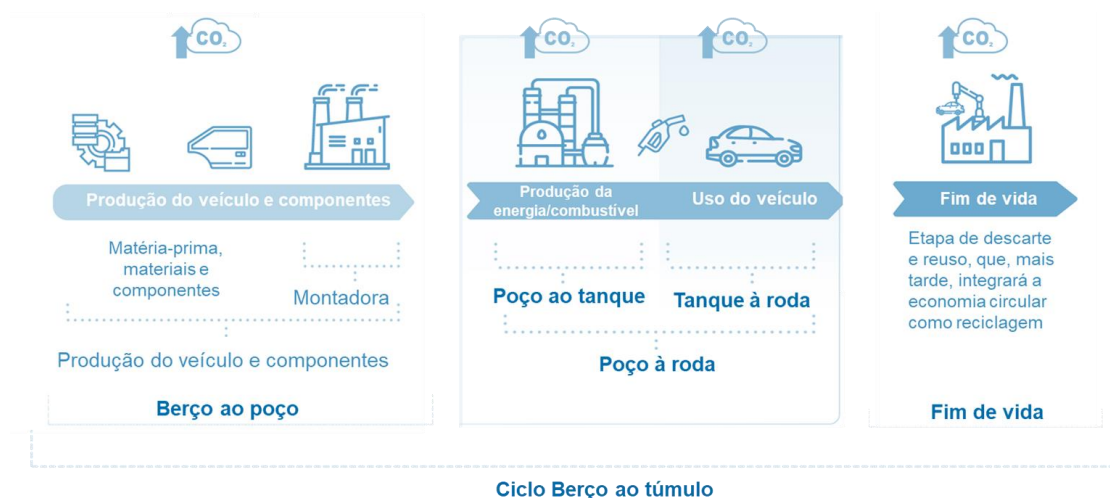 CO₂
CO₂
CO₂
CO₂
Produção do veículo e componentes
Matéria-prima,
materiais e
componentes
Montadora
Produção do veículo e componentes
Berço ao poço
Produção da
energia/combustível
Uso do veículo
Poço ao tanque
Tanque à roda
Poço à roda
Fim de vida
Etapa de descarte
e reuso, que, mais
tarde, integrará a
economia circular
como reciclagem
Fim de vida
Ciclo Berço ao túmulo